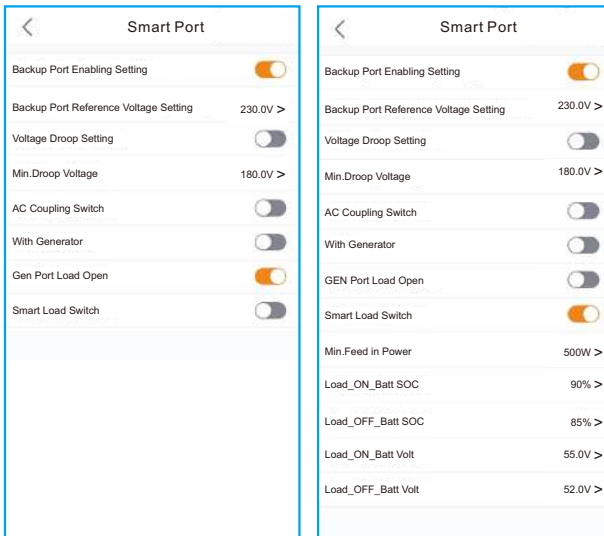 Smart Port
Backup Port Enabling Setting
Backup Port Reference Voltage Setting 230.0V >
Voltage Droop Setting
Min.Droop Voltage 180.0V >
AC Coupling Switch
With Generator
Gen Port Load Open
Smart Load Switch
Smart Port
Backup Port Enabling Setting
Backup Port Reference Voltage Setting 230.0V >
Voltage Droop Setting
Min.Droop Voltage 180.0V >
AC Coupling Switch
With Generator
GEN Port Load Open
Smart Load Switch
Min.Feed in Power 500W >
Load_ON_Batt SOC 90% >
Load_OFF_Batt SOC 85% >
Load_ON_Batt Volt 55.0V >
Load_OFF_Batt Volt 52.0V >